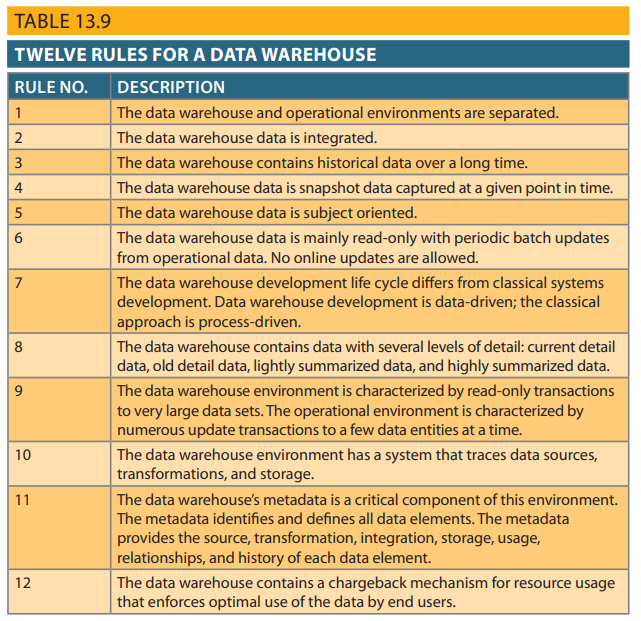 TABLE 13.9
TWELVE RULES FOR A DATA WAREHOUSE
RULE NO. DESCRIPTION
1 The data warehouse and operational environments are separated.
2 The data warehouse data is integrated.
3 The data warehouse contains historical data over a long time.
4 The data warehouse data is snapshot data captured at a given point in time.
5 The data warehouse data is subject oriented.
6 The data warehouse data is mainly read-only with periodic batch updates
from operational data. No online updates are allowed.
7 The data warehouse development life cycle differs from classical systems
development. Data warehouse development is data-driven; the classical
approach is process-driven.
8 The data warehouse contains data with several levels of detail: current detail
data, old detail data, lightly summarized data, and highly summarized data.
9 The data warehouse environment is characterized by read-only transactions
to very large data sets. The operational environment is characterized by
numerous update transactions to a few data entities at a time.
10 The data warehouse environment has a system that traces data sources,
transformations, and storage.
11 The data warehouse's metadata is a critical component of this environment.
The metadata identifies and defines all data elements. The metadata
provides the source, transformation, integration, storage, usage,
relationships, and history of each data element.
12 The data warehouse contains a chargeback mechanism for resource usage
that enforces optimal use of the data by end users.